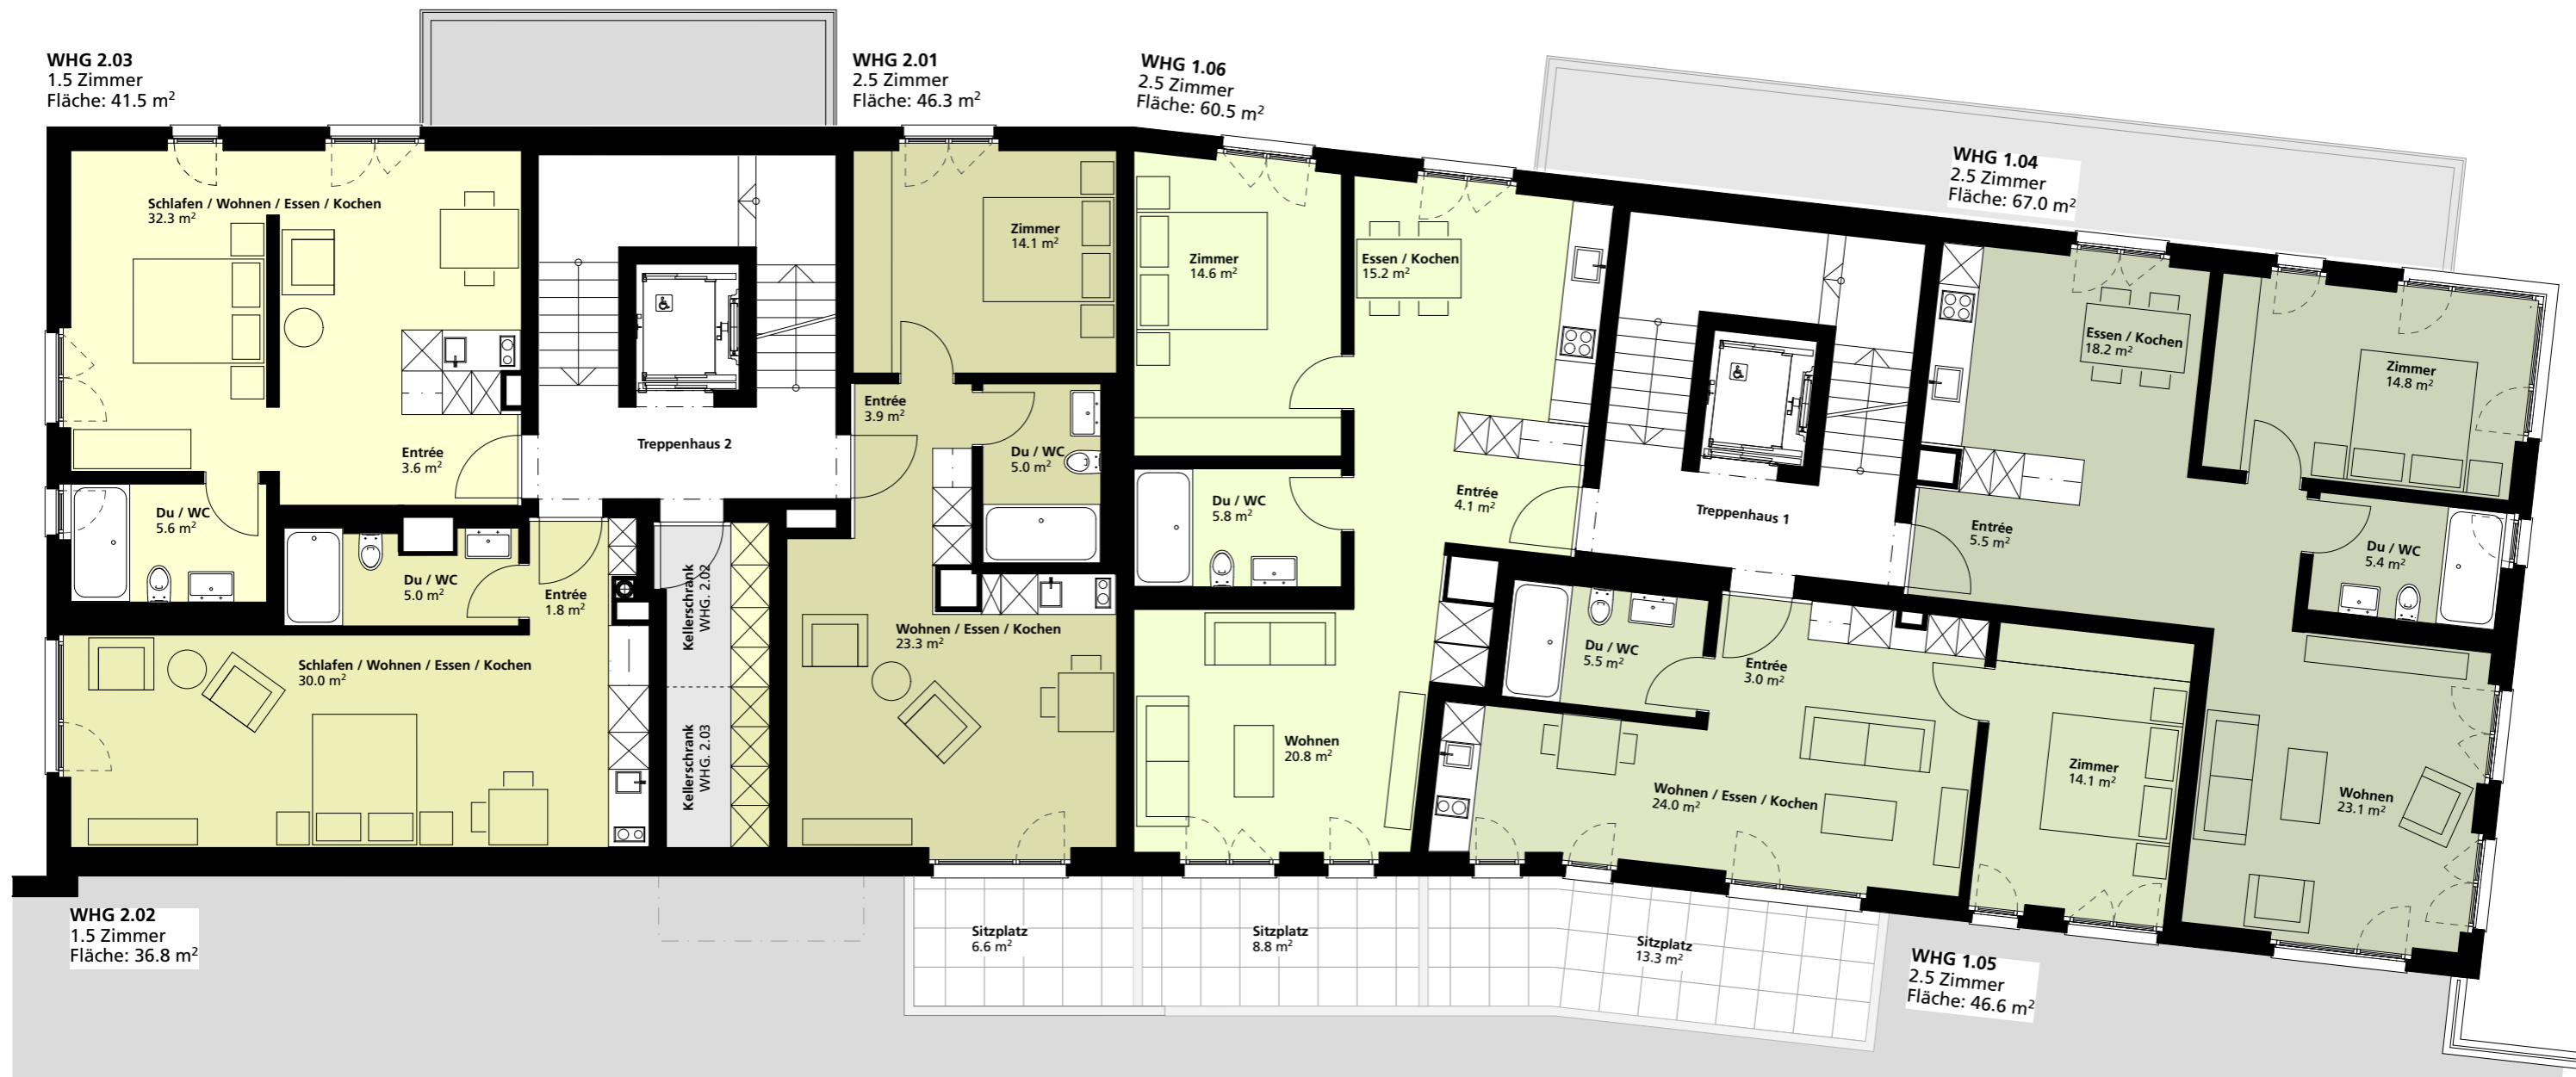 WHG 2.03
1.5 Zimmer
Fläche: 41.5 m²
WHG 2.01
2.5 Zimmer
Fläche: 46.3 m²
WHG 1.06
2.5 Zimmer
Fläche: 60.5 m²
WHG 1.04
2.5 Zimmer
Fläche: 67.0 m²
Schlafen / Wohnen / Essen / Kochen
32.3 m²
Entrée
3.6 m²
Du / WC
5.6 m²
Treppenhaus 2
Zimmer
14.1 m²
Entrée
3.9 m²
Du / WC
5.0 m²
Wohnen / Essen / Kochen
23.3 m²
Zimmer
14.6 m²
Essen / Kochen
15.2 m²
Du / WC
5.8 m²
Entrée
4.1 m²
Wohnen
20.8 m²
Treppenhaus 1
Essen / Kochen
18.2 m²
Zimmer
14.8 m²
Entrée
5.5 m²
Du / WC
5.4 m²
Wohnen
23.1 m²
Du / WC
5.0 m²
Entrée
1.8 m²
Schlafen / Wohnen / Essen / Kochen
30.0 m²
Kellerschrank
WHG. 2.02
Kellerschrank
WHG. 2.03
Du / WC
5.5 m²
Entrée
3.0 m²
Wohnen / Essen / Kochen
24.0 m²
Zimmer
14.1 m²
WHG 2.02
1.5 Zimmer
Fläche: 36.8 m²
Sitzplatz
6.6 m²
Sitzplatz
8.8 m²
Sitzplatz
13.3 m²
WHG 1.05
2.5 Zimmer
Fläche: 46.6 m²